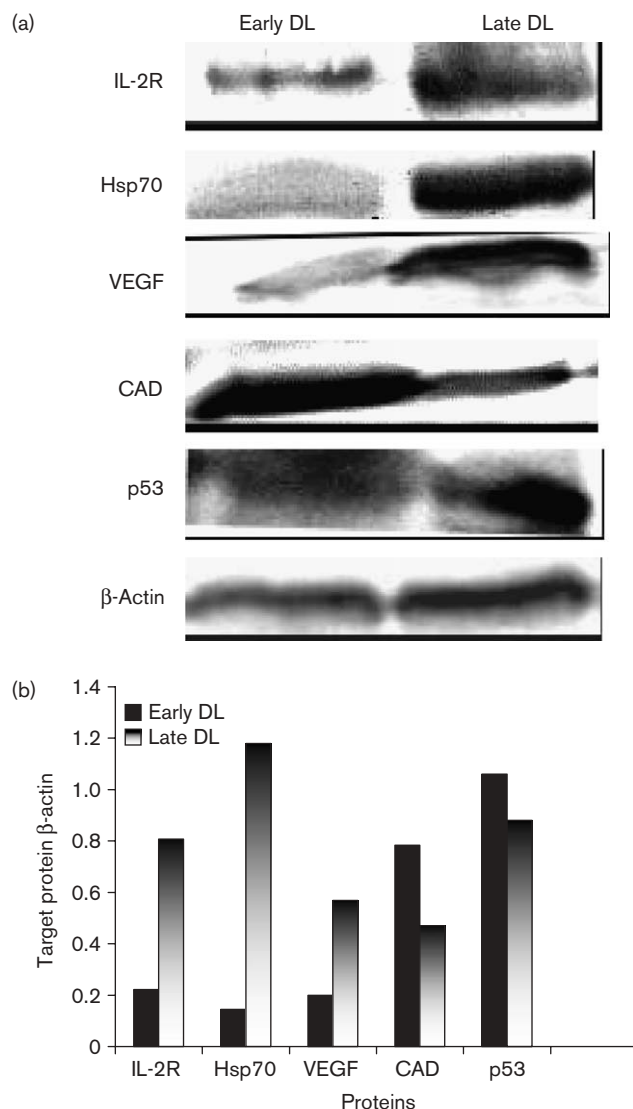 (a)
Early DL Late DL
IL-2R
Hsp70
VEGF
CAD
p53
β-Actin
(b)
1.4
1.2
1.0
0.8
0.6
0.4
0.2
0
Target protein β-actin
Early DL
Late DL
IL-2R Hsp70 VEGF CAD p53
Proteins